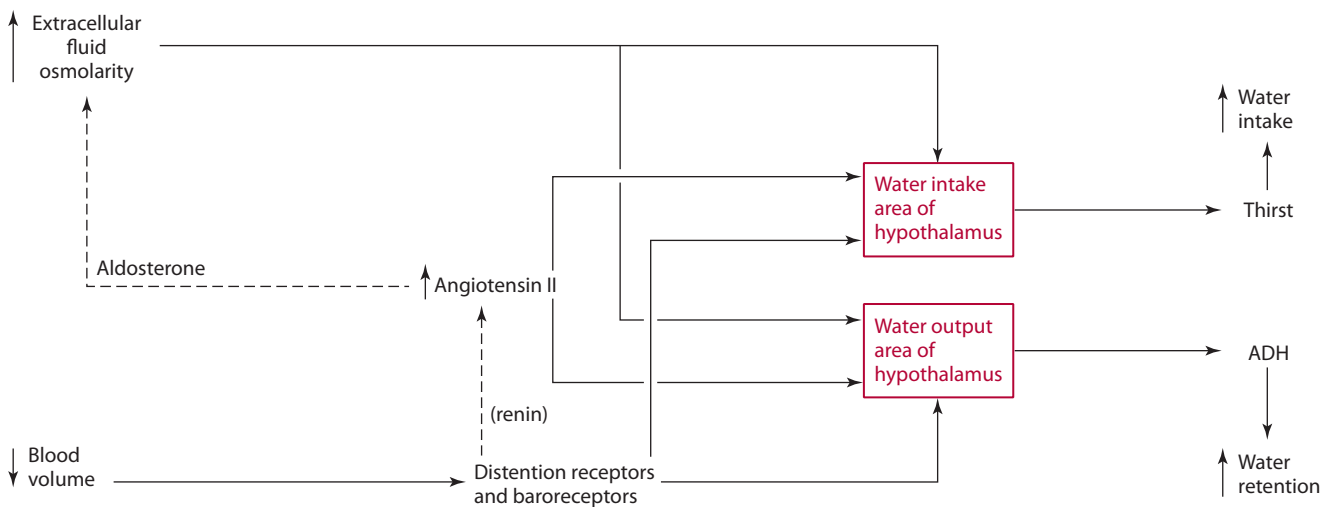 Extracellular
fluid
osmolarity
Water
intake
Water intake
area of
hypothalamus
Thirst
Aldosterone
Angiotensin II
Water output
area of
hypothalamus
ADH
(renin)
Blood
volume
Distention receptors
and baroreceptors
Water
retention